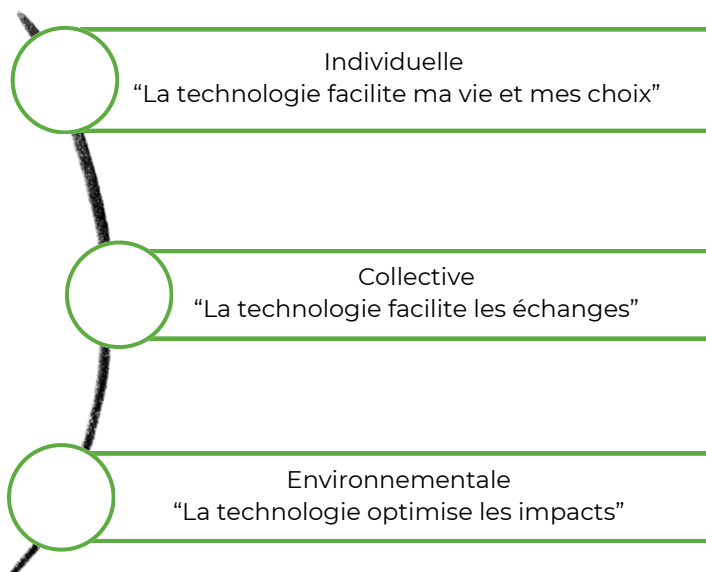 Individuelle
“La technologie facilite ma vie et mes choix”
Collective
“La technologie facilite les échanges”
Environnementale
“La technologie optimise les impacts”